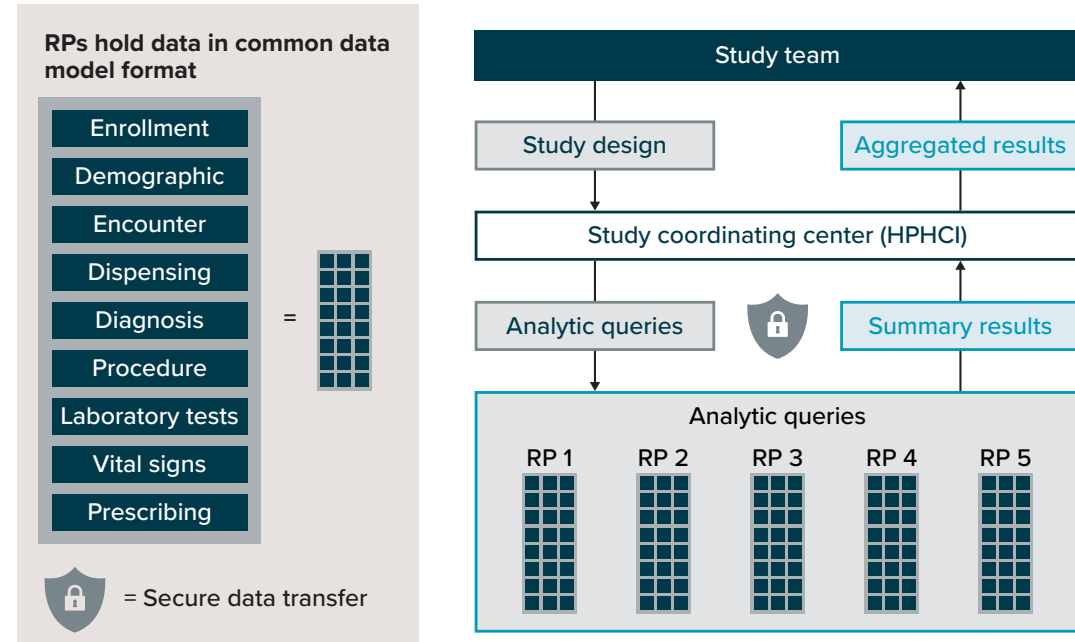 RPs hold data in common data
model format
Enrollment
Demographic
Encounter
Dispensing
Diagnosis
Procedure
Laboratory tests
Vital signs
Prescribing
=
= Secure data transfer
Study team
Study design
Aggregated results
Study coordinating center (HPHCI)
Analytic queries
Summary results
Analytic queries
RP 1 RP 2 RP 3 RP 4 RP 5